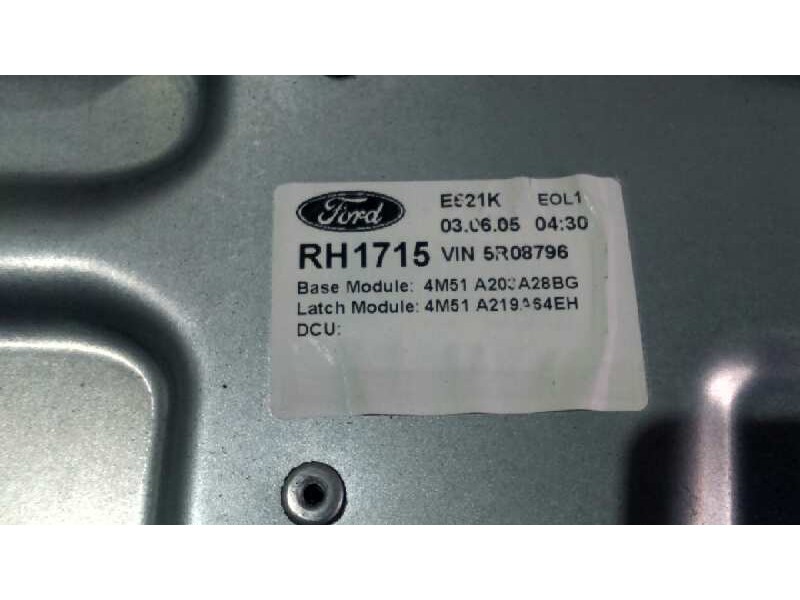 Ford
E521K EOL1
03.06.05 04:30
RH1715 VIN 5R08796
Base Module: 4M51 A203A28BG
Latch Module: 4M51 A219A64EH
DCU: